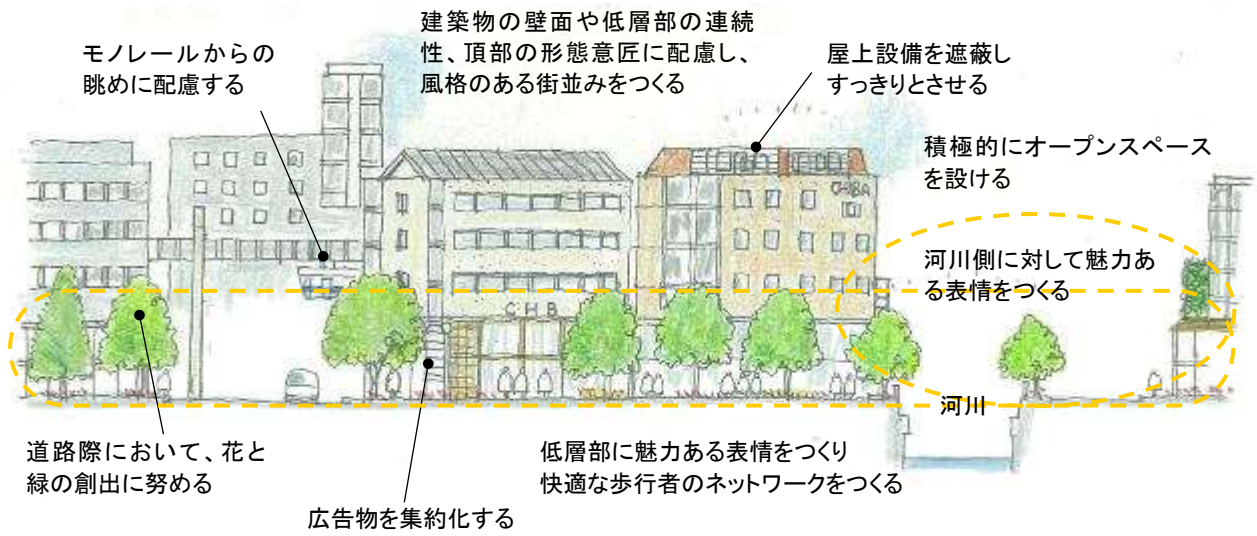 建築物の壁面や低層部の連続
性、頂部の形態意匠に配慮し、
風格のある街並みをつくる
モノレールからの
眺めに配慮する
屋上設備を遮蔽し
すっきりとさせる
積極的にオープンスペース
を設ける
CHBA
河川側に対して魅力あ
る表情をつくる
CHB
河川
道路際において、花と
緑の創出に努める
低層部に魅力ある表情をつくり
快適な歩行者のネットワークをつくる
広告物を集約化する